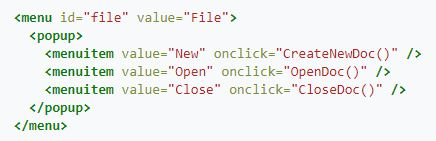 <menu id="file" value="File">
  <popup>
    <menuitem value="New" onclick="CreateNewDoc()" />
    <menuitem value="Open" onclick="OpenDoc()" />
    <menuitem value="Close" onclick="CloseDoc()" />
  </popup>
</menu>